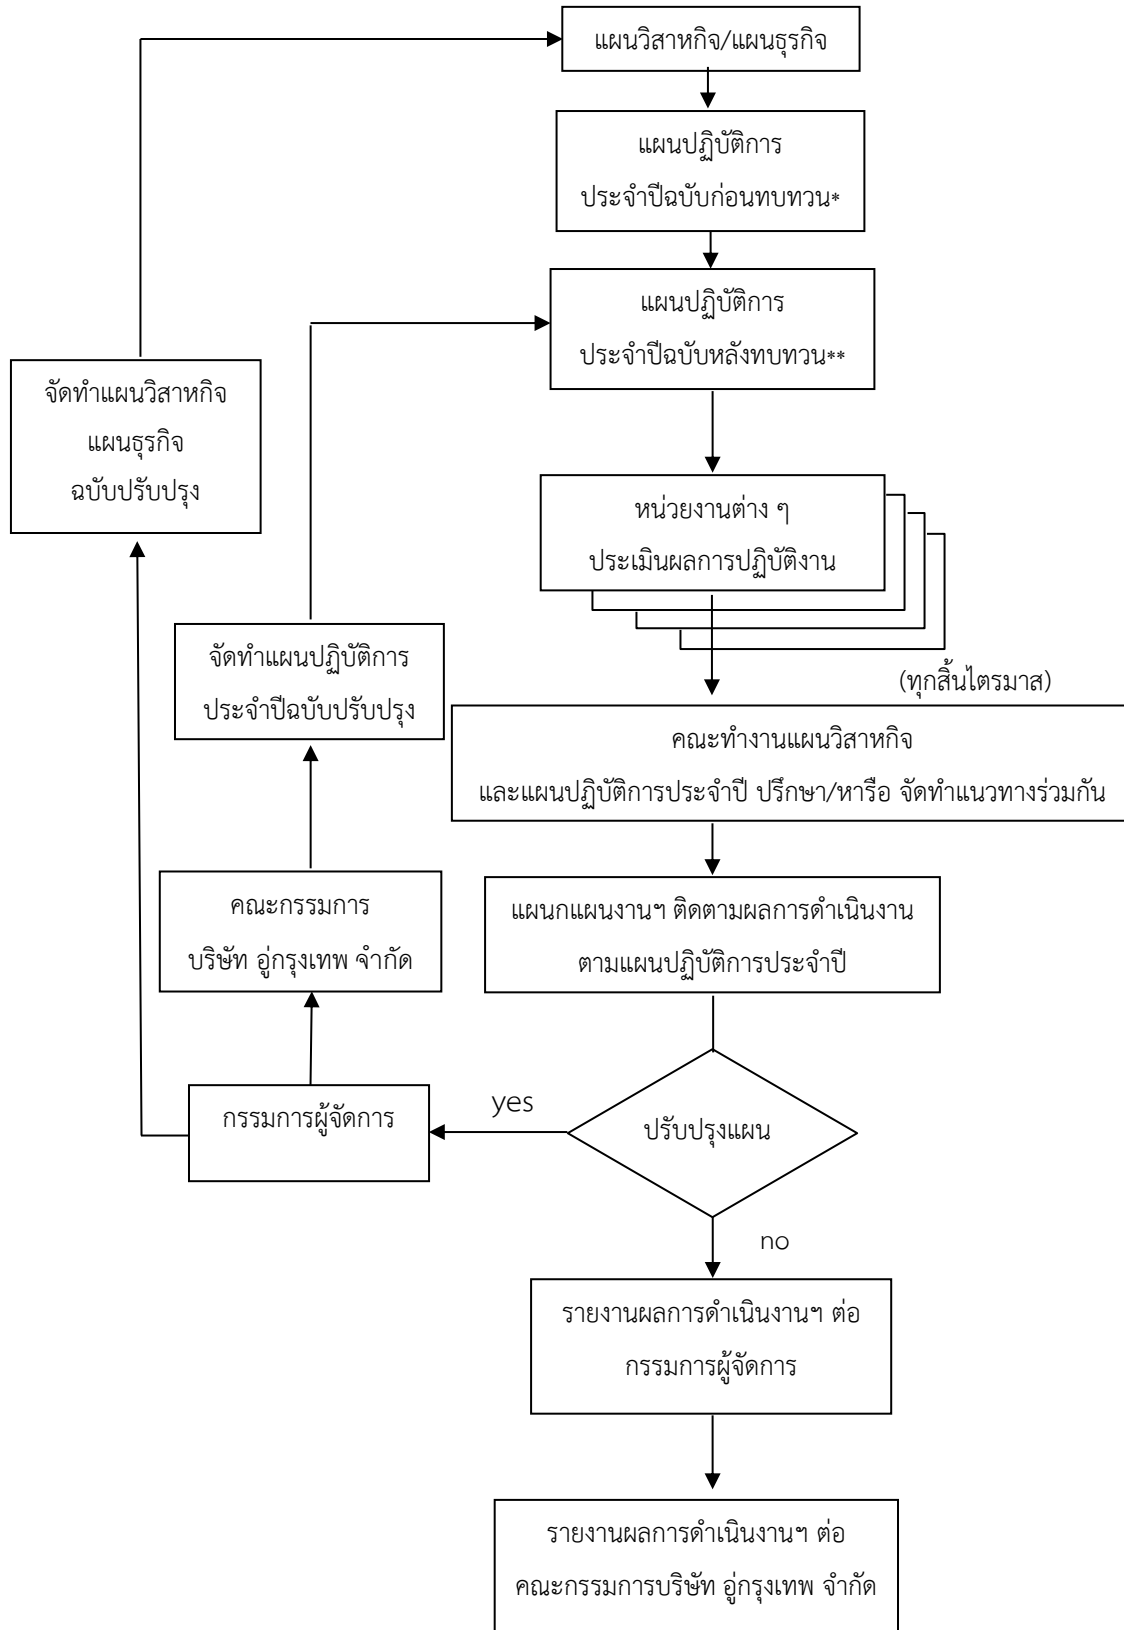 แผนวิสาหกิจ/แผนธุรกิจ
แผนปฏิบัติการ
ประจำปีฉบับก่อนทบทวน*
แผนปฏิบัติการ
ประจำปีฉบับหลังทบทวน**
จัดทำแผนวิสาหกิจ
แผนธุรกิจ
ฉบับปรับปรุง
หน่วยงานต่าง ๆ
ประเมินผลการปฏิบัติงาน
จัดทำแผนปฏิบัติการ
ประจำปีฉบับปรับปรุง
(ทุกสิ้นไตรมาส)
คณะทำงานแผนวิสาหกิจ
และแผนปฏิบัติการประจำปี ปรึกษา/หารือ จัดทำแนวทางร่วมกัน
คณะกรรมการ
บริษัท อู่กรุงเทพ จำกัด
แผนกแผนงานฯ ติดตามผลการดำเนินงาน
ตามแผนปฏิบัติการประจำปี
กรรมการผู้จัดการ
yes
ปรับปรุงแผน
no
รายงานผลการดำเนินงานฯ ต่อ
กรรมการผู้จัดการ
รายงานผลการดำเนินงานฯ ต่อ
คณะกรรมการบริษัท อู่กรุงเทพ จำกัด